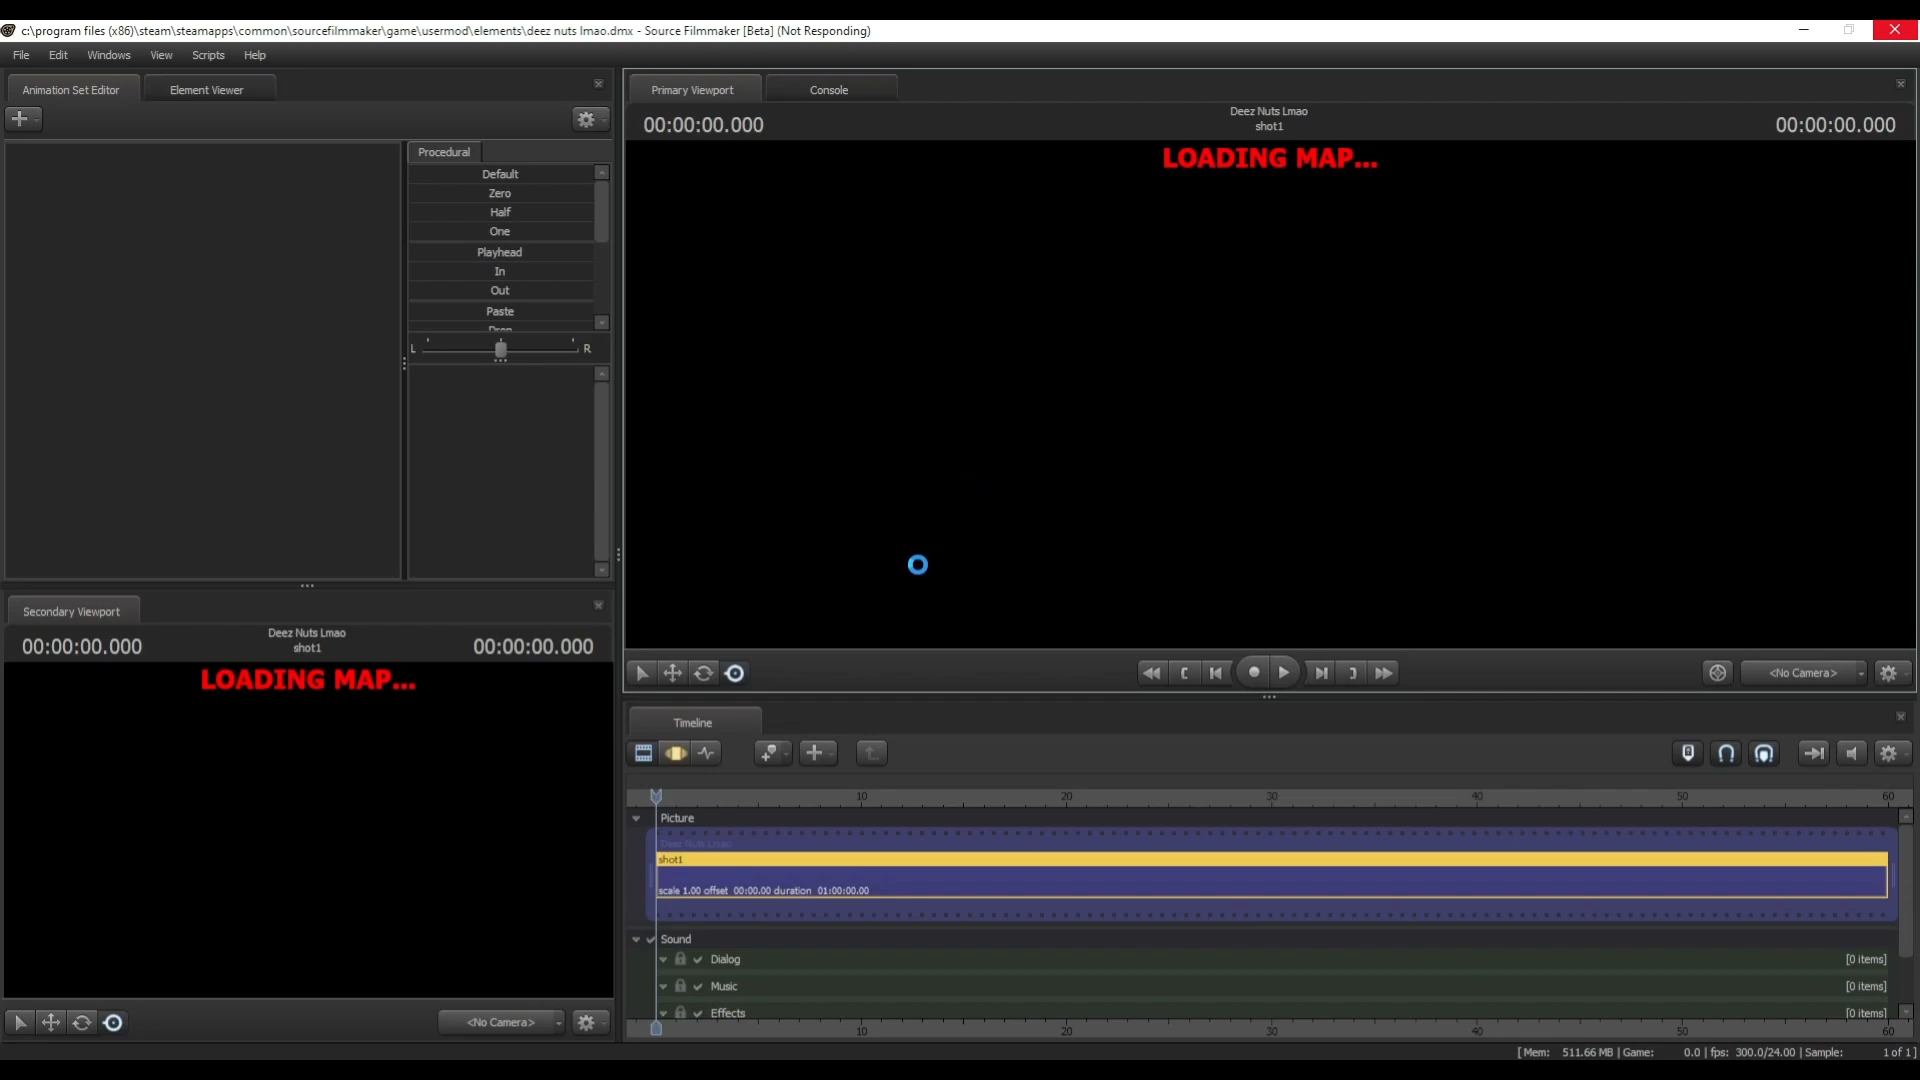 c:\program files (x86)\steam\steamapps\common\sourcefilmmaker\game\usermod\elements\deez nuts lmao.dmx - Source Filmmaker [Beta] (Not Responding)
File Edit Windows View Scripts Help
Animation Set Editor Element Viewer
Procedural
Default
Zero
Half
One
Playhead
In
Out
Paste
Drop
L R
Primary Viewport Console
Deez Nuts Lmao
00:00:00.000 shot1 00:00:00.000
LOADING MAP...
<No Camera>
Secondary Viewport
Deez Nuts Lmao
00:00:00.000 shot1 00:00:00.000
LOADING MAP...
<No Camera>
Timeline
10 20 30 40 50 60
Picture
Deez Nuts Lmao
shot1
scale 1.00 offset 00:00.00 duration 01:00:00.00
Sound
Dialog [0 items]
Music [0 items]
Effects [0 items]
10 20 30 40 50 60
[ Mem: 511.66 MB | Game: 0.0 | fps: 300.0/24.00 | Sample: 1 of 1 ]